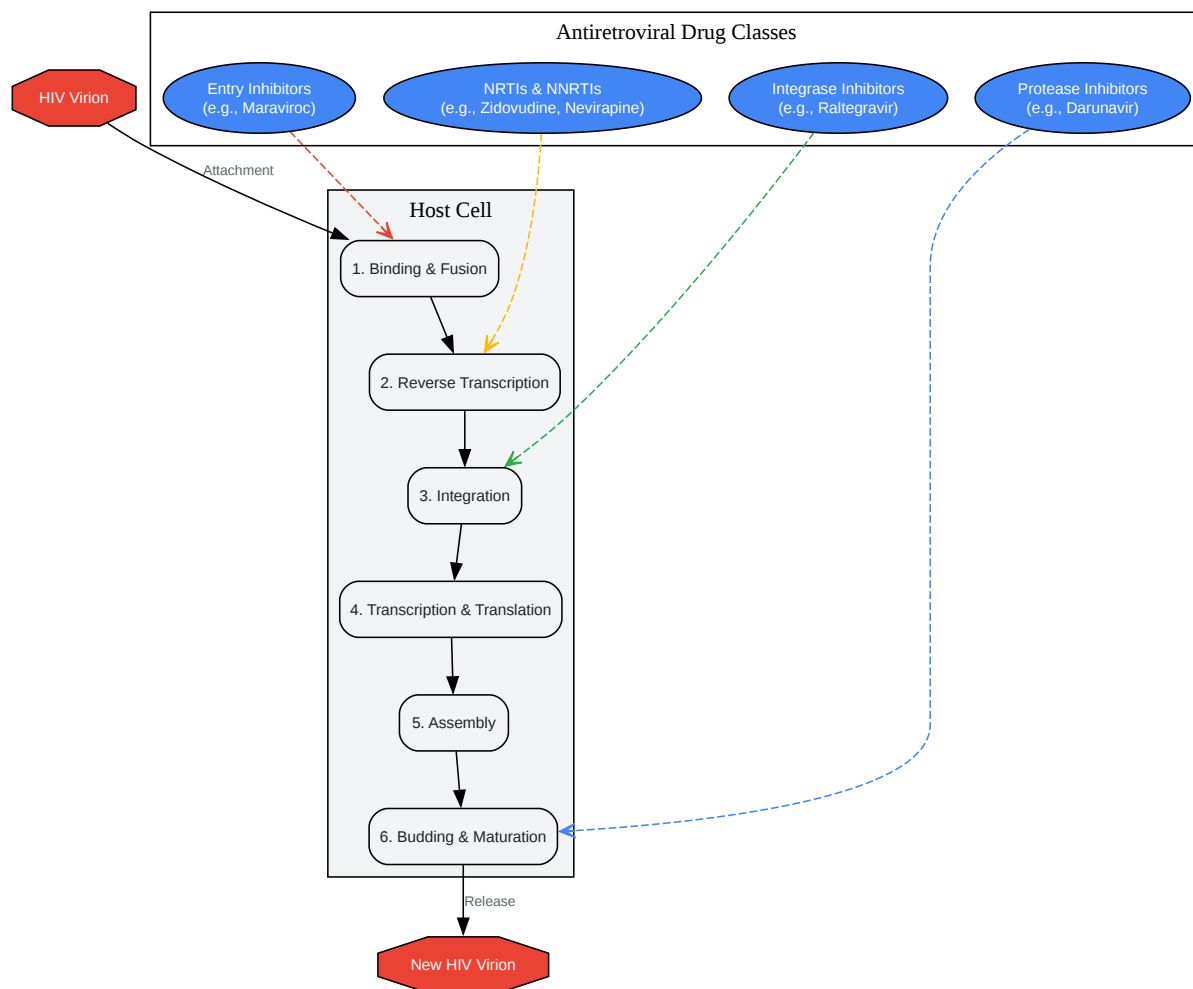 Antiretroviral Drug Classes
HIV Virion
Entry Inhibitors
(e.g., Maraviroc)
NRTIs & NNRTIs
(e.g., Zidovudine, Nevirapine)
Integrase Inhibitors
(e.g., Raltegravir)
Protease Inhibitors
(e.g., Darunavir)
Attachment
Host Cell
1. Binding & Fusion
2. Reverse Transcription
3. Integration
4. Transcription & Translation
5. Assembly
6. Budding & Maturation
Release
New HIV Virion